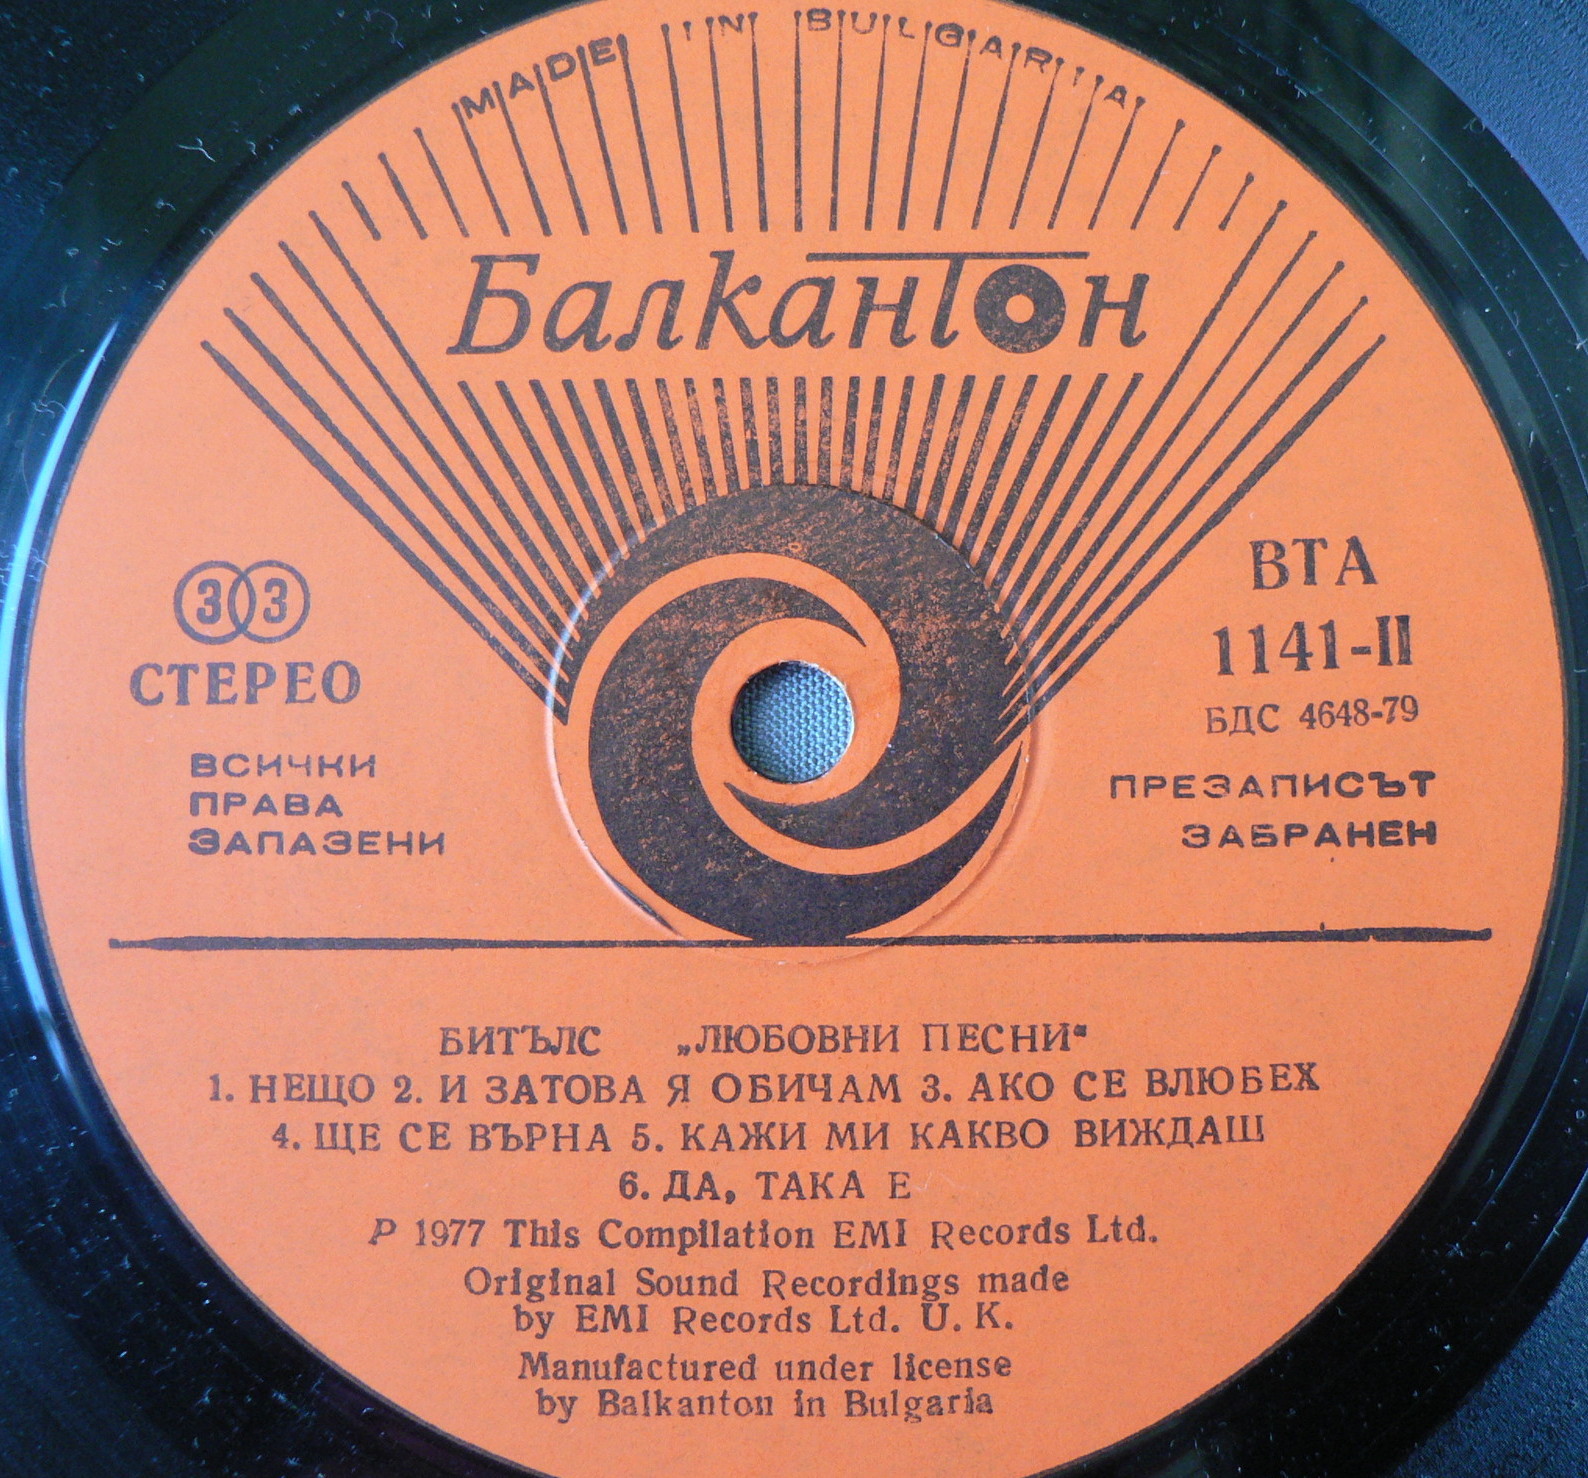 MADE IN BULGARIA
Балкантон
33
СТЕРЕО
ВСИЧКИ
ПРАВА
ЗАПАЗЕНИ
ВТА
1141-II
БДС 4648-79
ПРЕЗАПИСЪТ
ЗАБРАНЕН
БИТЪЛС „ЛЮБОВНИ ПЕСНИ“
1. НЕЩО 2. И ЗАТОВА Я ОБИЧАМ 3. АКО СЕ ВЛЮБЕХ
4. ЩЕ СЕ ВЪРНА 5. КАЖИ МИ КАКВО ВИЖДАШ
6. ДА, ТАКА Е
P 1977 This Compilation EMI Records Ltd.
Original Sound Recordings made
by EMI Records Ltd. U. K.
Manufactured under license
by Balkanton in Bulgaria